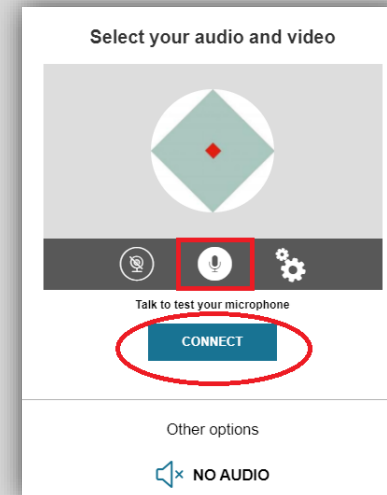 Select your audio and video
Talk to test your microphone
CONNECT
Other options
NO AUDIO